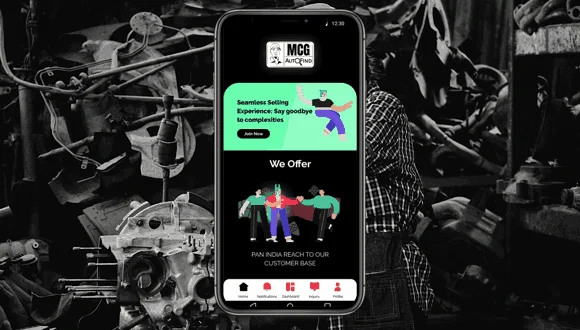 12:30
MCG
AUTOFIND
Seamless Selling
Experience: Say goodbye
to complexities
Join Now
We Offer
PAN INDIA REACH TO OUR
CUSTOMER BASE
Home Notifications Dashboard Inquiry Profile